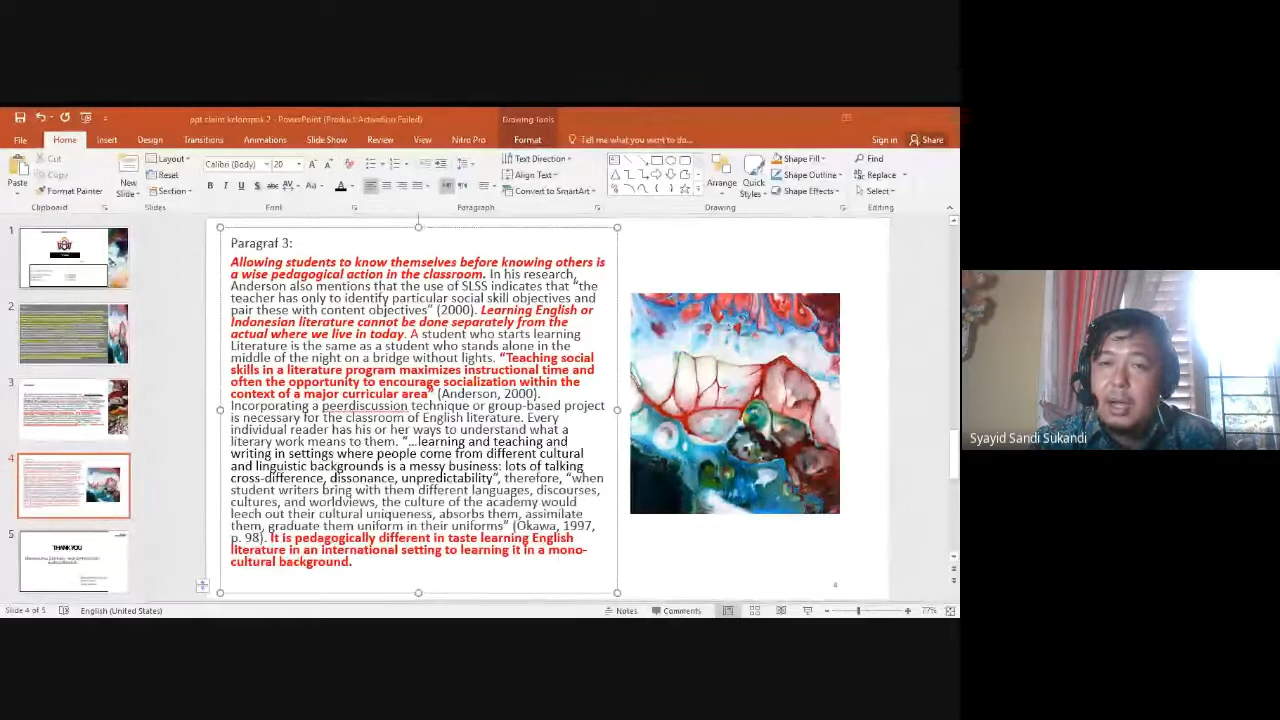 ppt claim kelompok 2 - PowerPoint (Product Activation Failed)
Drawing Tools
File Home Insert Design Transitions Slide Show Animations Review View Nitro Pro Format Tell me what you want to do... Sign in Share
Paste
Cut
Copy
Format Painter
Clipboard
New Slide
Layout
Reset
Section
Slides
Calibri (Body) 20
Font
Paragraph
Text Direction
Align Text
Convert to SmartArt
Arrange
Quick Styles
Shape Fill
Shape Outline
Shape Effects
Drawing
Find
Replace
Select
Editing
1
2
3
4
5
THANK YOU
Paragraf 3:
Allowing students to know themselves before knowing others is
a wise pedagogical action in the classroom. In his research,
Anderson also mentions that the use of SLSS indicates that “the
teacher has only to identify particular social skill objectives and
pair these with content objectives” (2000). Learning English or
Indonesian literature cannot be done separately from the
actual where we live in today. A student who starts learning
Literature is the same as a student who stands alone in the
middle of the night on a bridge without lights. “Teaching social
skills in a literature program maximizes instructional time and
often the opportunity to encourage socialization within the
context of a major curricular area” (Anderson, 2000).
Incorporating a peerdiscussion technique or group-based project
is necessary for the classroom of English literature. Every
individual reader has his or her ways to understand what a
literary work means to them. “...learning and teaching and
writing in settings where people come from different cultural
and linguistic backgrounds is a messy business: lots of talking
cross-difference, dissonance, unpredictability”, therefore, “when
student writers bring with them different languages, discourses,
cultures, and worldviews, the culture of the academy would
leech out their cultural uniqueness, absorbs them, assimilate
them, graduate them uniform in their uniforms” (Okawa, 1997,
p. 98). It is pedagogically different in taste learning English
literature in an international setting to learning it in a mono-
cultural background.
Syayid Sandi Sukandi
Slide 4 of 5 English (United States) Notes Comments 77%